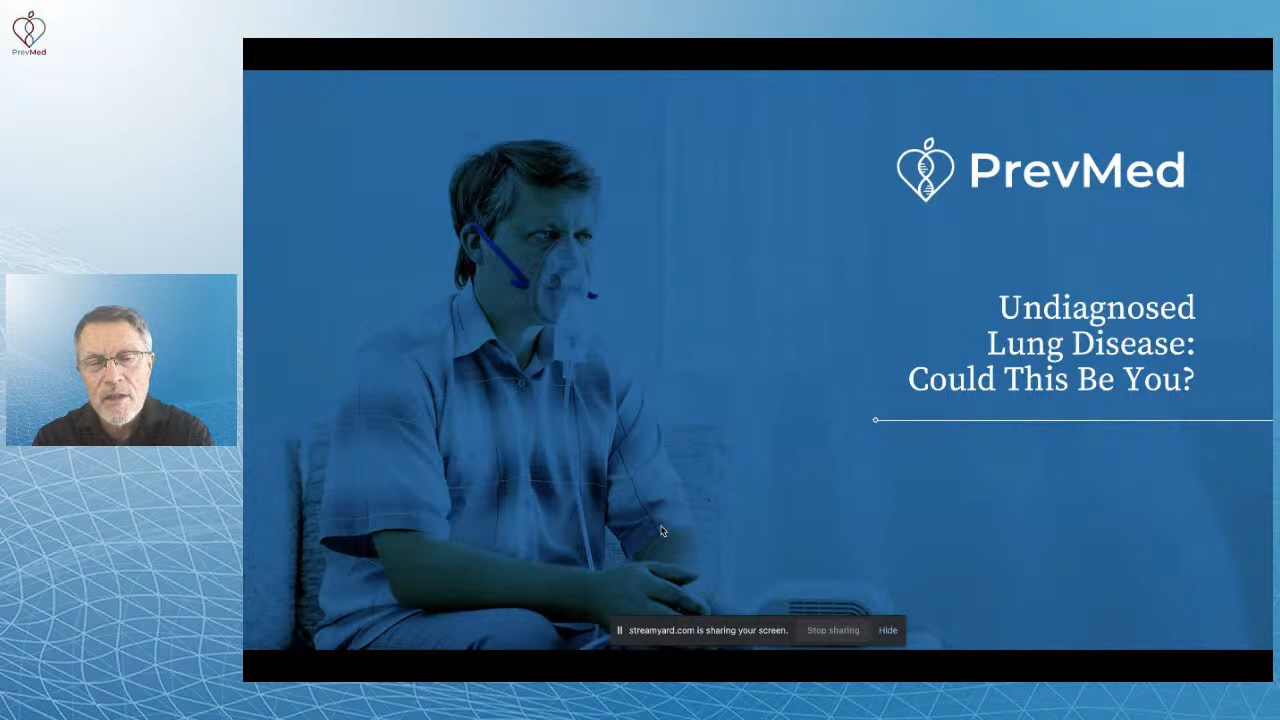 PrevMed
PrevMed
Undiagnosed
Lung Disease:
Could This Be You?
streamyard.com is sharing your screen.
Stop sharing
Hide